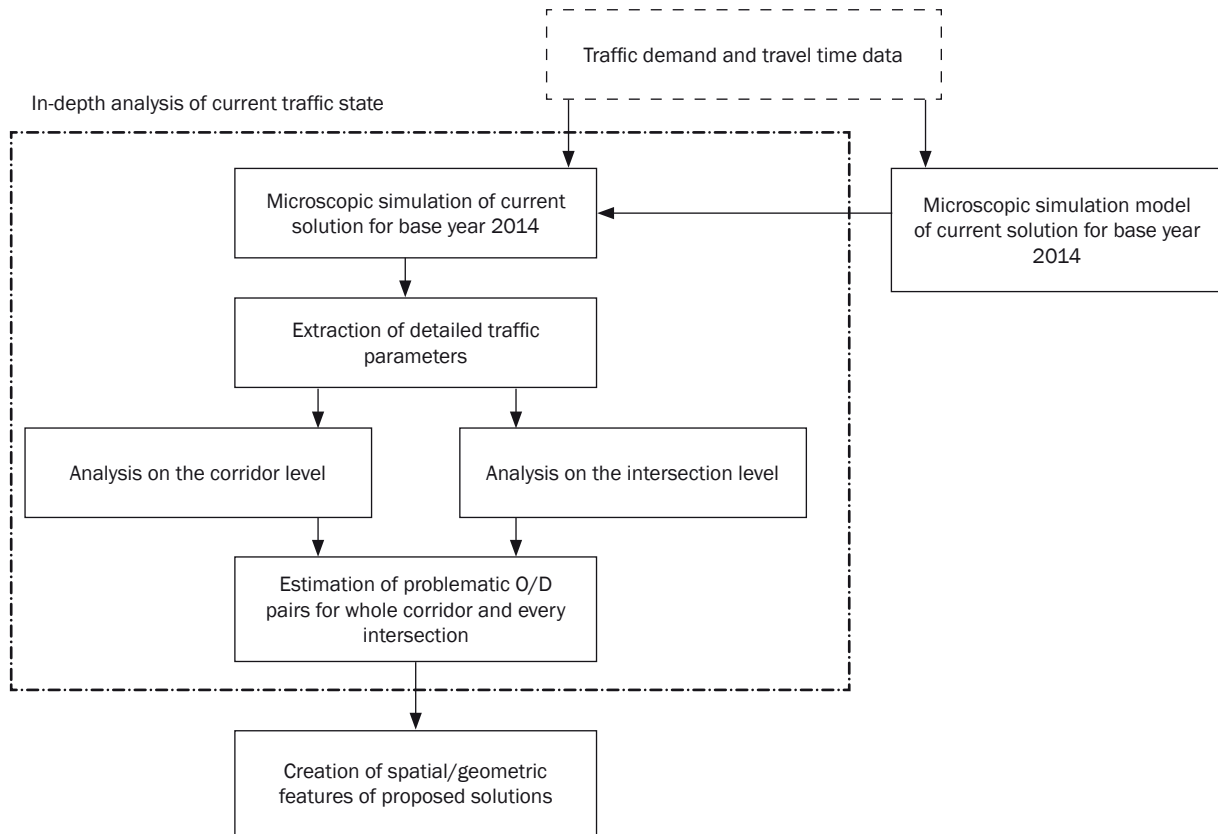 Traffic demand and travel time data
In-depth analysis of current traffic state
Microscopic simulation of current
solution for base year 2014
Microscopic simulation model
of current solution for base year
2014
Extraction of detailed traffic
parameters
Analysis on the corridor level
Analysis on the intersection level
Estimation of problematic O/D
pairs for whole corridor and every
intersection
Creation of spatial/geometric
features of proposed solutions